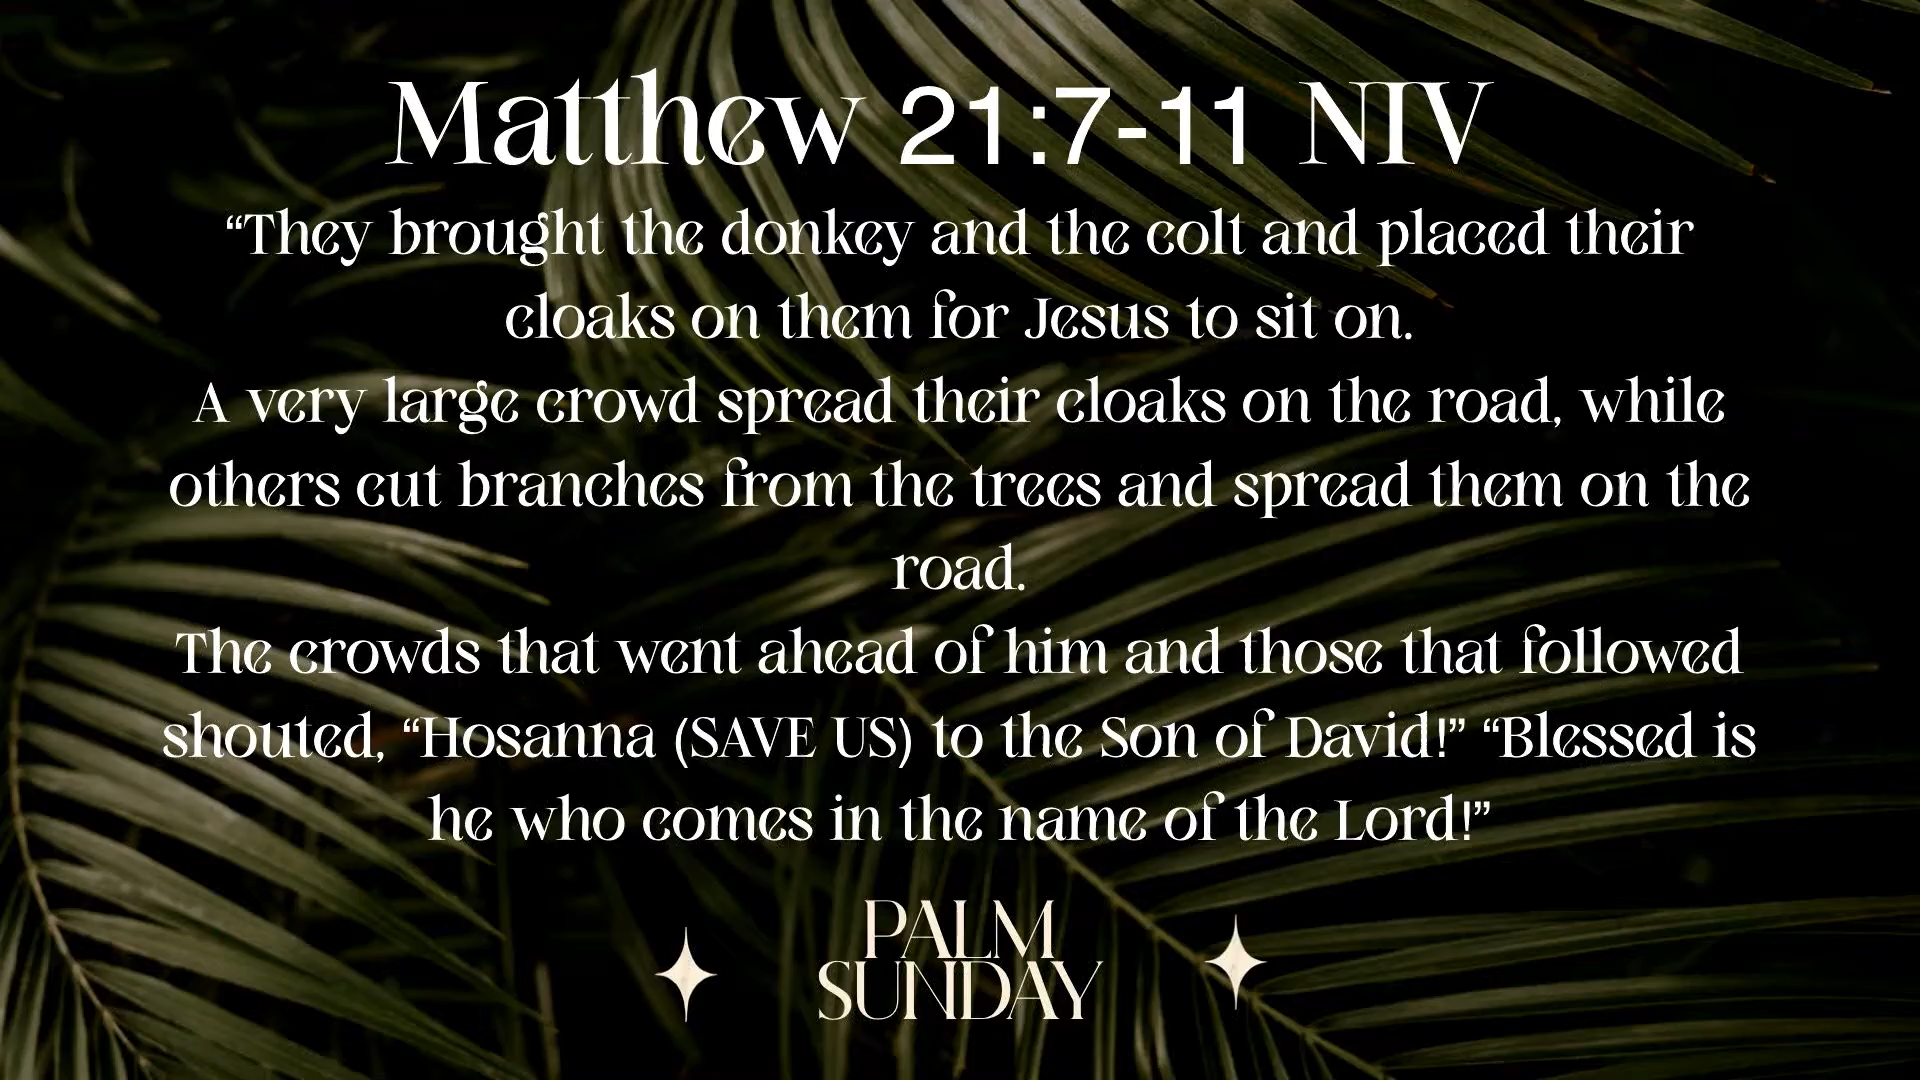 Matthew 21:7-11 NIV
“They brought the donkey and the colt and placed their
cloaks on them for Jesus to sit on.
A very large crowd spread their cloaks on the road, while
others cut branches from the trees and spread them on the
road.
The crowds that went ahead of him and those that followed
shouted, “Hosanna (SAVE US) to the Son of David!” “Blessed is
he who comes in the name of the Lord!”
PALM
SUNDAY